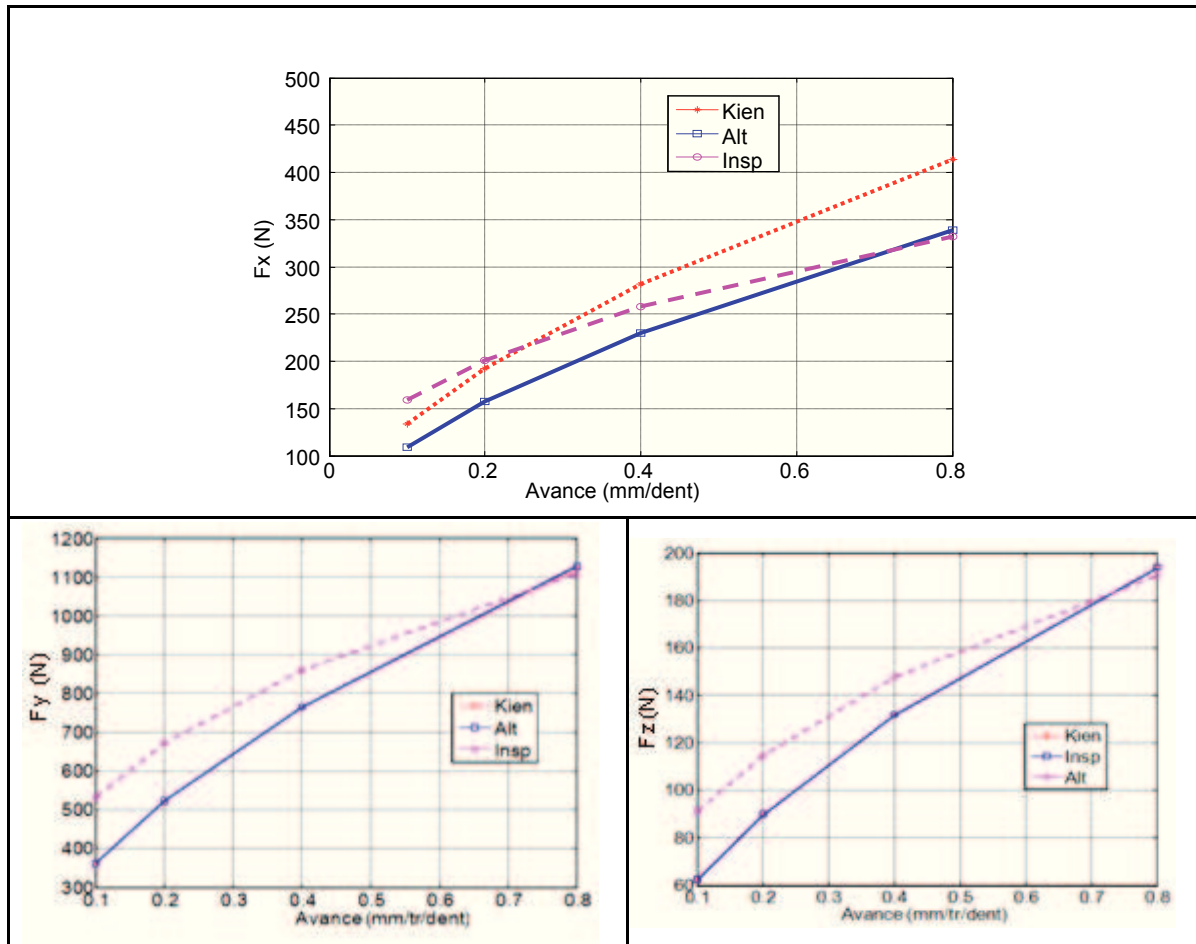 500
450
400
350
300
250
200
150
100
Fx (N)
Kien
Alt
Insp
0 0.2 0.4 0.6 0.8
Avance (mm/dent)
1200
1100
1000
900
800
700
600
500
400
300
Fy (N)
Kien
Alt
Insp
0.1 0.2 0.3 0.4 0.5 0.6 0.7 0.8
Avance (mm/tr/dent)
200
180
160
140
120
100
80
60
Fz (N)
Kien
Insp
Alt
0.1 0.2 0.3 0.4 0.5 0.6 0.7 0.8
Avance (mm/tr/dent)